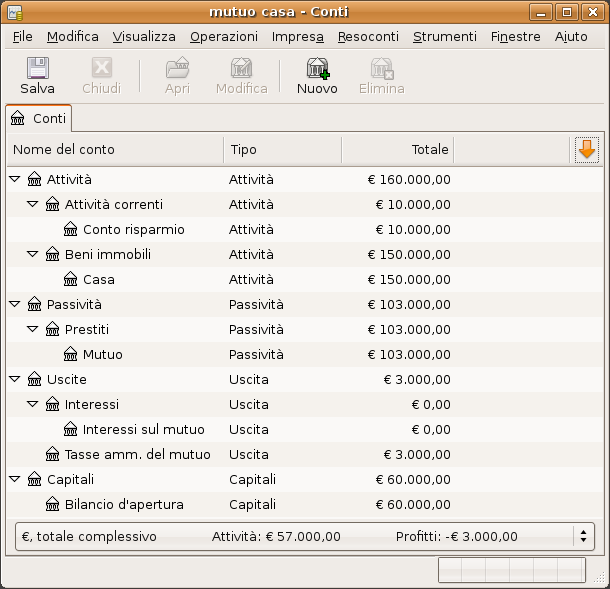 mutuo casa - Conti
File Modifica Visualizza Operazioni Impresa Resoconti Strumenti Finestre Aiuto
Salva Chiudi Apri Modifica Nuovo Elimina
Conti
Nome del conto Tipo Totale
Attività Attività € 160.000,00
Attività correnti Attività € 10.000,00
Conto risparmio Attività € 10.000,00
Beni immobili Attività € 150.000,00
Casa Attività € 150.000,00
Passività Passività € 103.000,00
Prestiti Passività € 103.000,00
Mutuo Passività € 103.000,00
Uscite Uscita € 3.000,00
Interessi Uscita € 0,00
Interessi sul mutuo Uscita € 0,00
Tasse amm. del mutuo Uscita € 3.000,00
Capitali Capitali € 60.000,00
Bilancio d'apertura Capitali € 60.000,00
€, totale complessivo Attività: € 57.000,00 Profitti: -€ 3.000,00